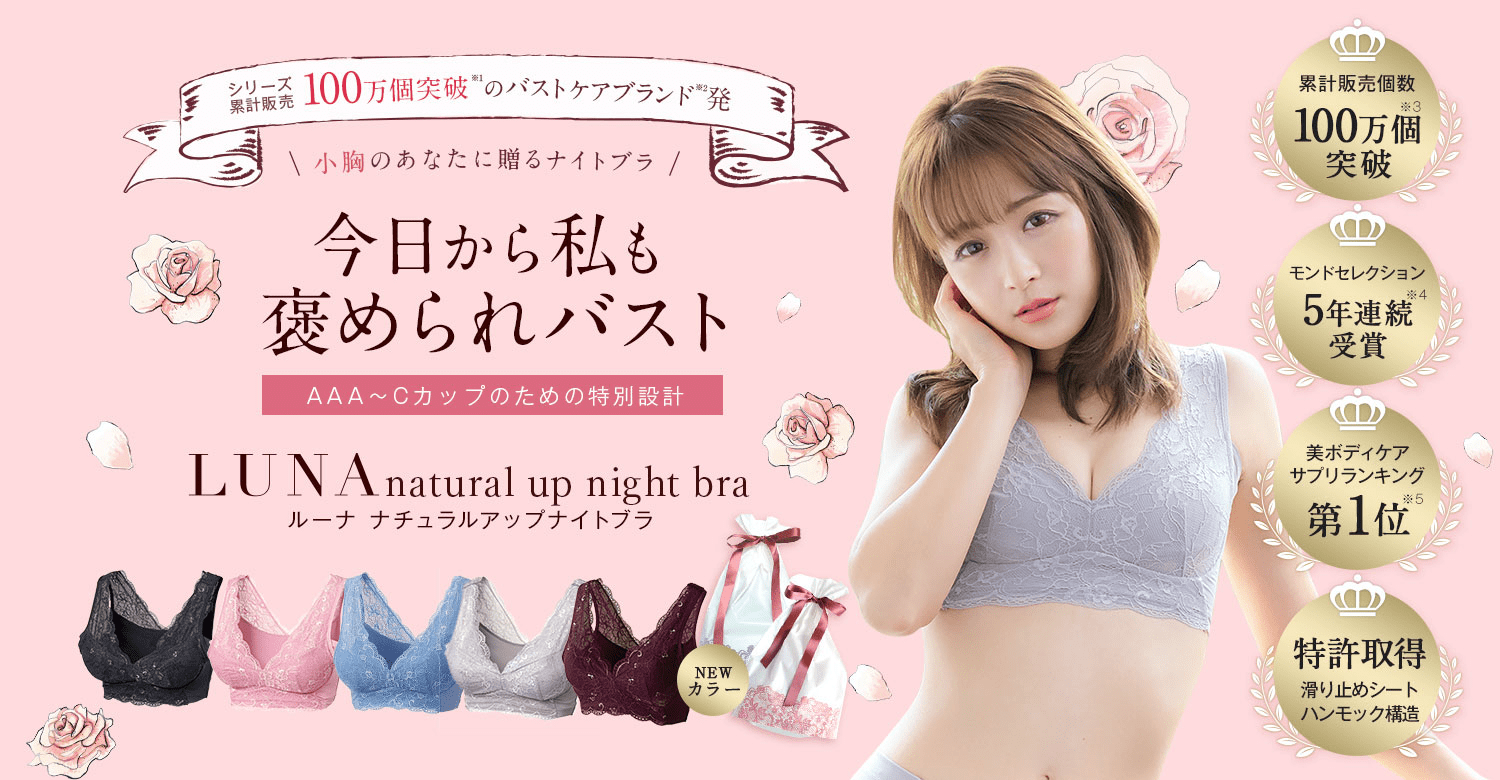 シリーズ
累計販売
100万個突破※1のバストケアブランド※2発
\ 小胸のあなたに贈るナイトブラ /
今日から私も
褒められバスト
AAA〜Cカップのための特別設計
LUNA natural up night bra
ルーナ ナチュラルアップナイトブラ
NEW
カラー
累計販売個数
100万個※3
突破
モンドセレクション
5年連続※4
受賞
美ボディケア
サプリランキング
第1位※5
特許取得
滑り止めシート
ハンモック構造